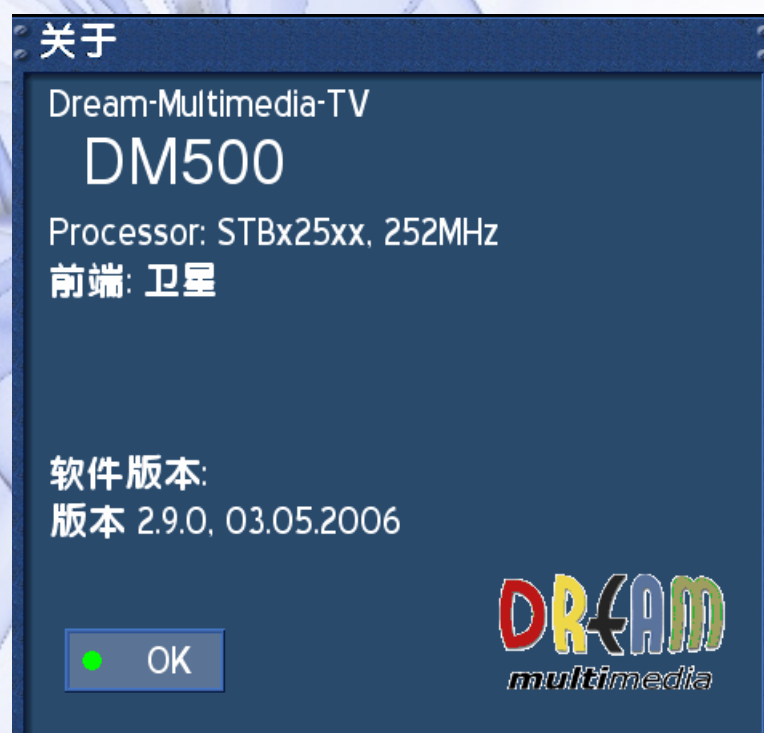 关于
Dream-Multimedia-TV
DM500
Processor: STBx25xx, 252MHz
前端: 卫星
软件版本:
版本 2.9.0, 03.05.2006
OK
DREAM
multimedia